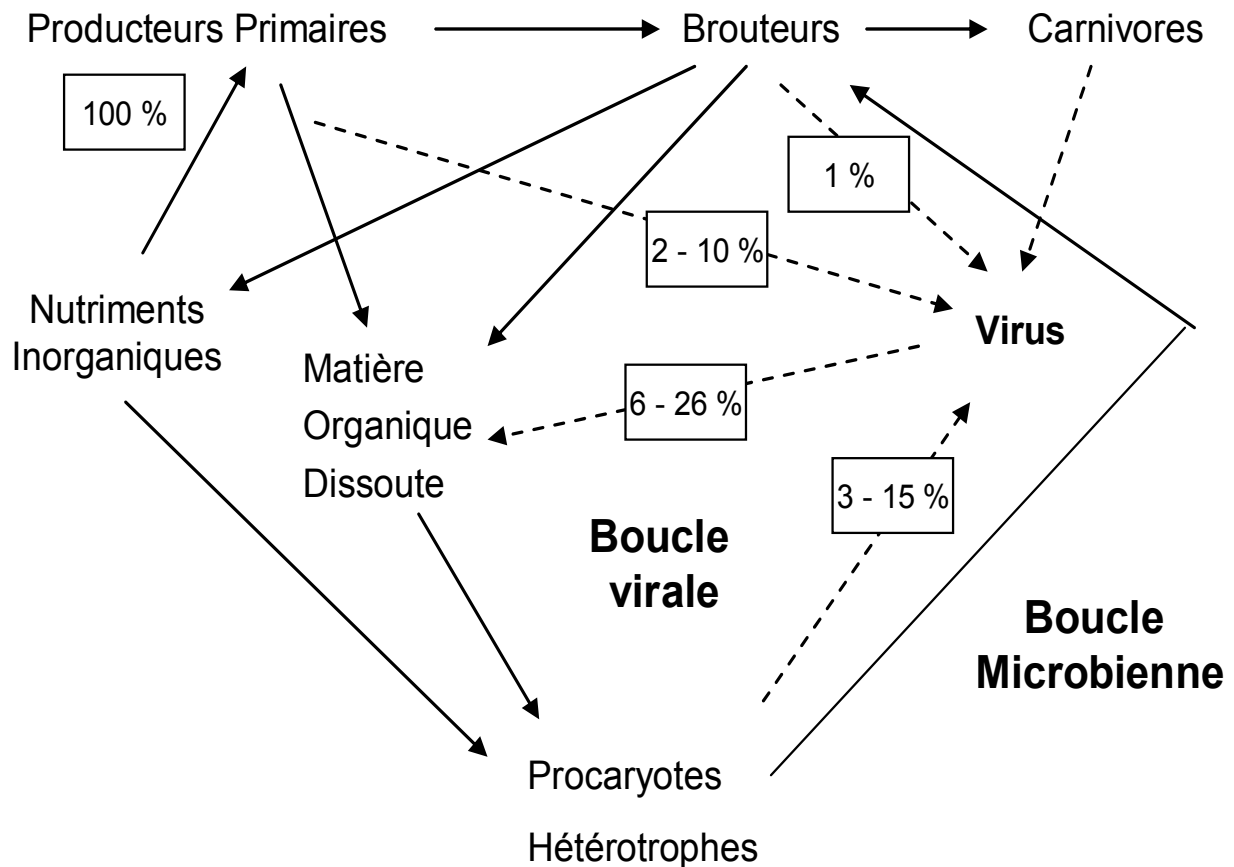 Producteurs Primaires
Brouteurs
Carnivores
100 %
1 %
2 - 10 %
Nutriments
Inorganiques
Virus
Matière
Organique
Dissoute
6 - 26 %
3 - 15 %
Boucle
virale
Boucle
Microbienne
Procaryotes
Hétérotrophes